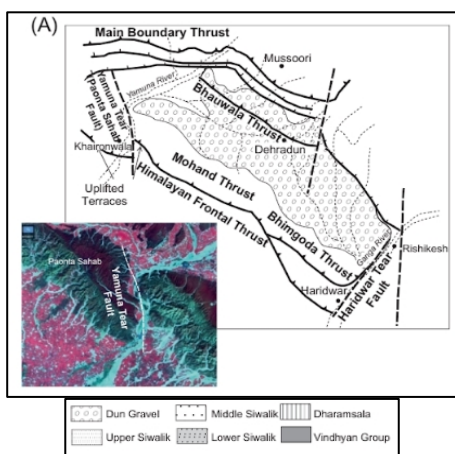 (A)
Main Boundary Thrust
Mussoori
Yamuna River
Yamuna Tear
(Paonta Sahab
Fault)
Bhauwala Thrust
Dehradun
Khaironwala
Uplifted
Terraces
Mohand Thrust
Himalayan Frontal Thrust
Bhimgoda Thrust
Ganga River
Rishikesh
Haridwar
Haridwar Tear
Fault
Paonta Sahab
Yamuna Tear
Fault
Dun Gravel
Middle Siwalik
Dharamsala
Upper Siwalik
Lower Siwalik
Vindhyan Group